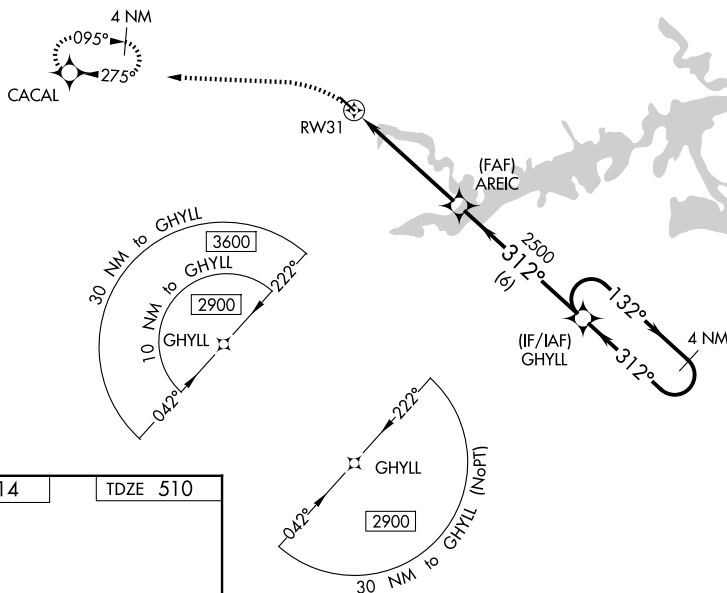 4 NM
095°
275°
CACAL
RW31
(FAF)
AREIC
2500
312°
(6)
132°
4 NM
312°
(IF/IAF)
GHYLL
30 NM to GHYLL
3600
10 NM to GHYLL
2900
222°
GHYLL
042°
222°
GHYLL
042°
2900
30 NM to GHYLL (NoPT)
14
TDZE 510